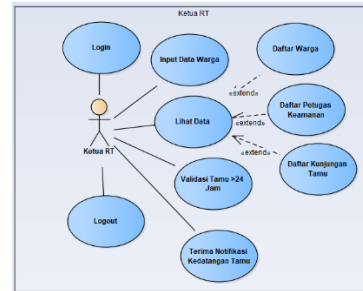 Ketua RT
Login
Input Data Warga
Daftar Warga
«extend»
Lihat Data
«extend»
Daftar Petugas
Keamanan
Ketua RT
«extend»
Daftar Kunjungan
Tamu
Validasi Tamu >24
Jam
Logout
Terima Notifikasi
Kedatangan Tamu